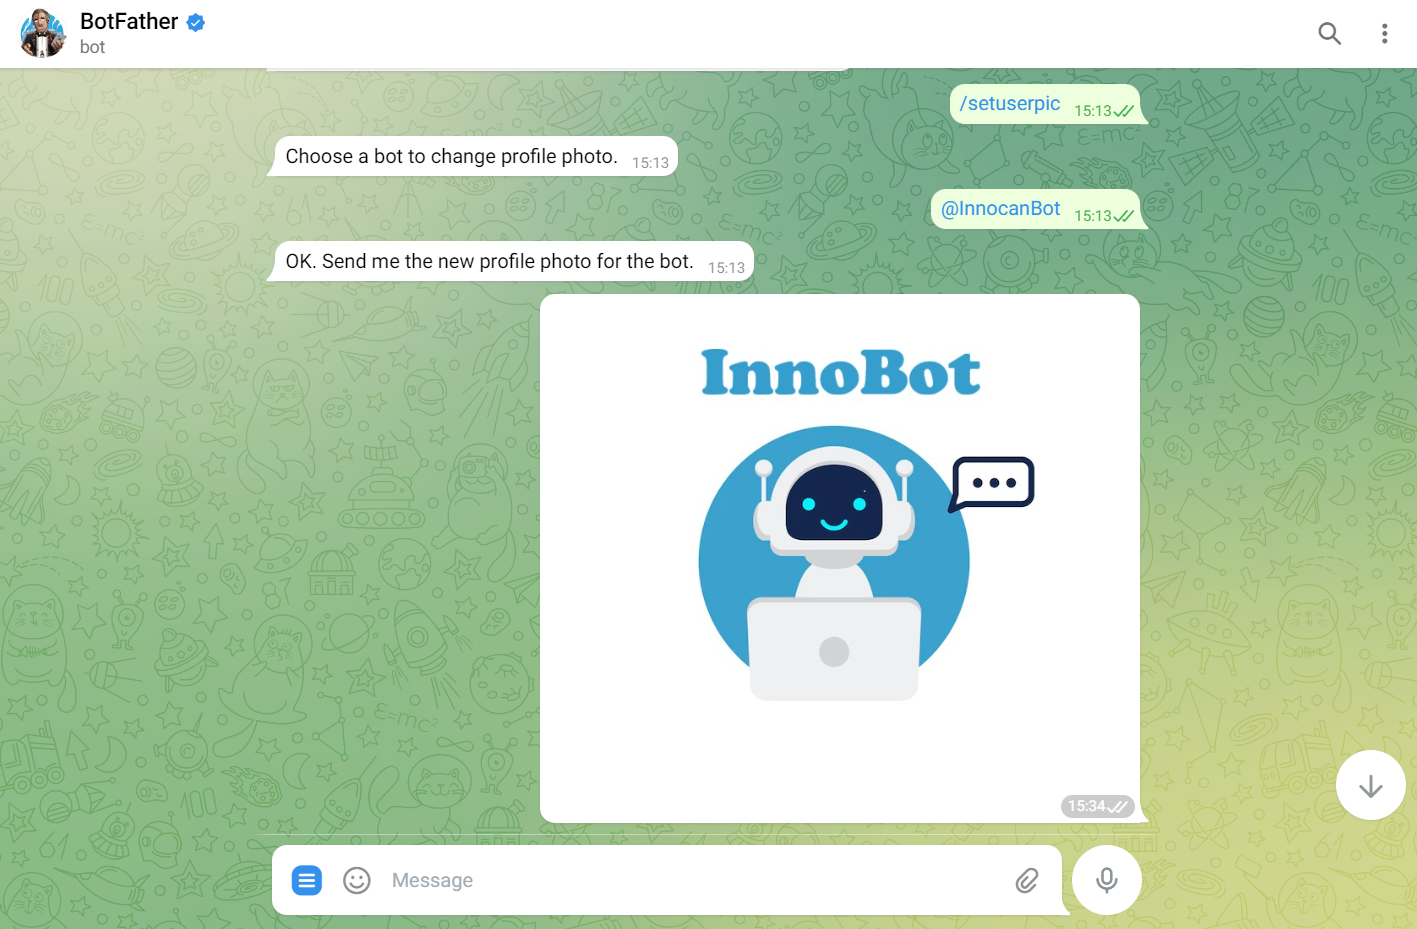 BotFather
bot
/setuserpic 15:13
Choose a bot to change profile photo. 15:13
@InnocanBot 15:13
OK. Send me the new profile photo for the bot. 15:13
InnoBot
15:34
Message